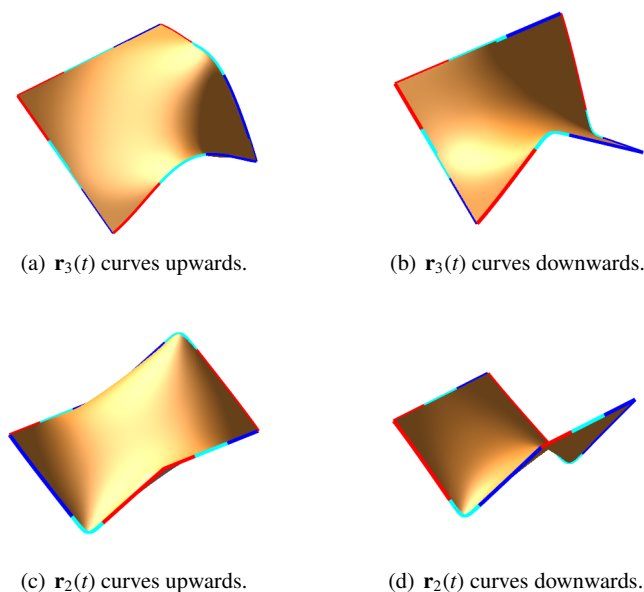 (a) r₃(t) curves upwards.
(b) r₃(t) curves downwards.
(c) r₂(t) curves upwards.
(d) r₂(t) curves downwards.